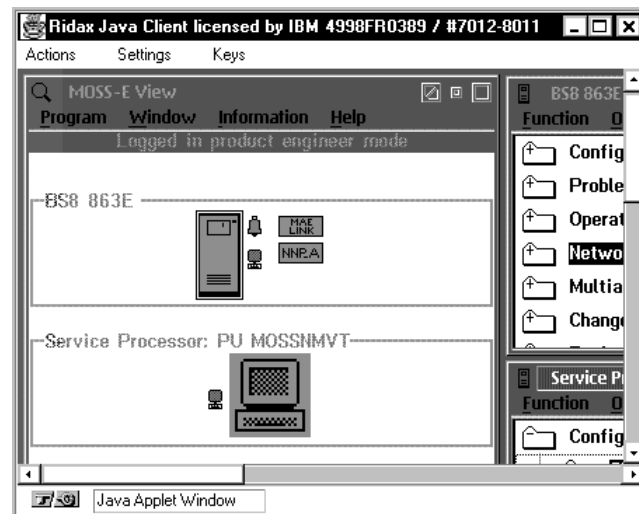 Ridax Java Client licensed by IBM 4998FR0389 / #7012-8011
Actions Settings Keys
MOSS-E View
Program Window Information Help
Logged in product engineer mode
BS8 863E
MAE LINK
NNP.A
Service Processor: PU MOSSNMVT
BS8 863E
Function O
Config
Proble
Operat
Netwo
Multia
Change
Service P
Function O
Config
Java Applet Window